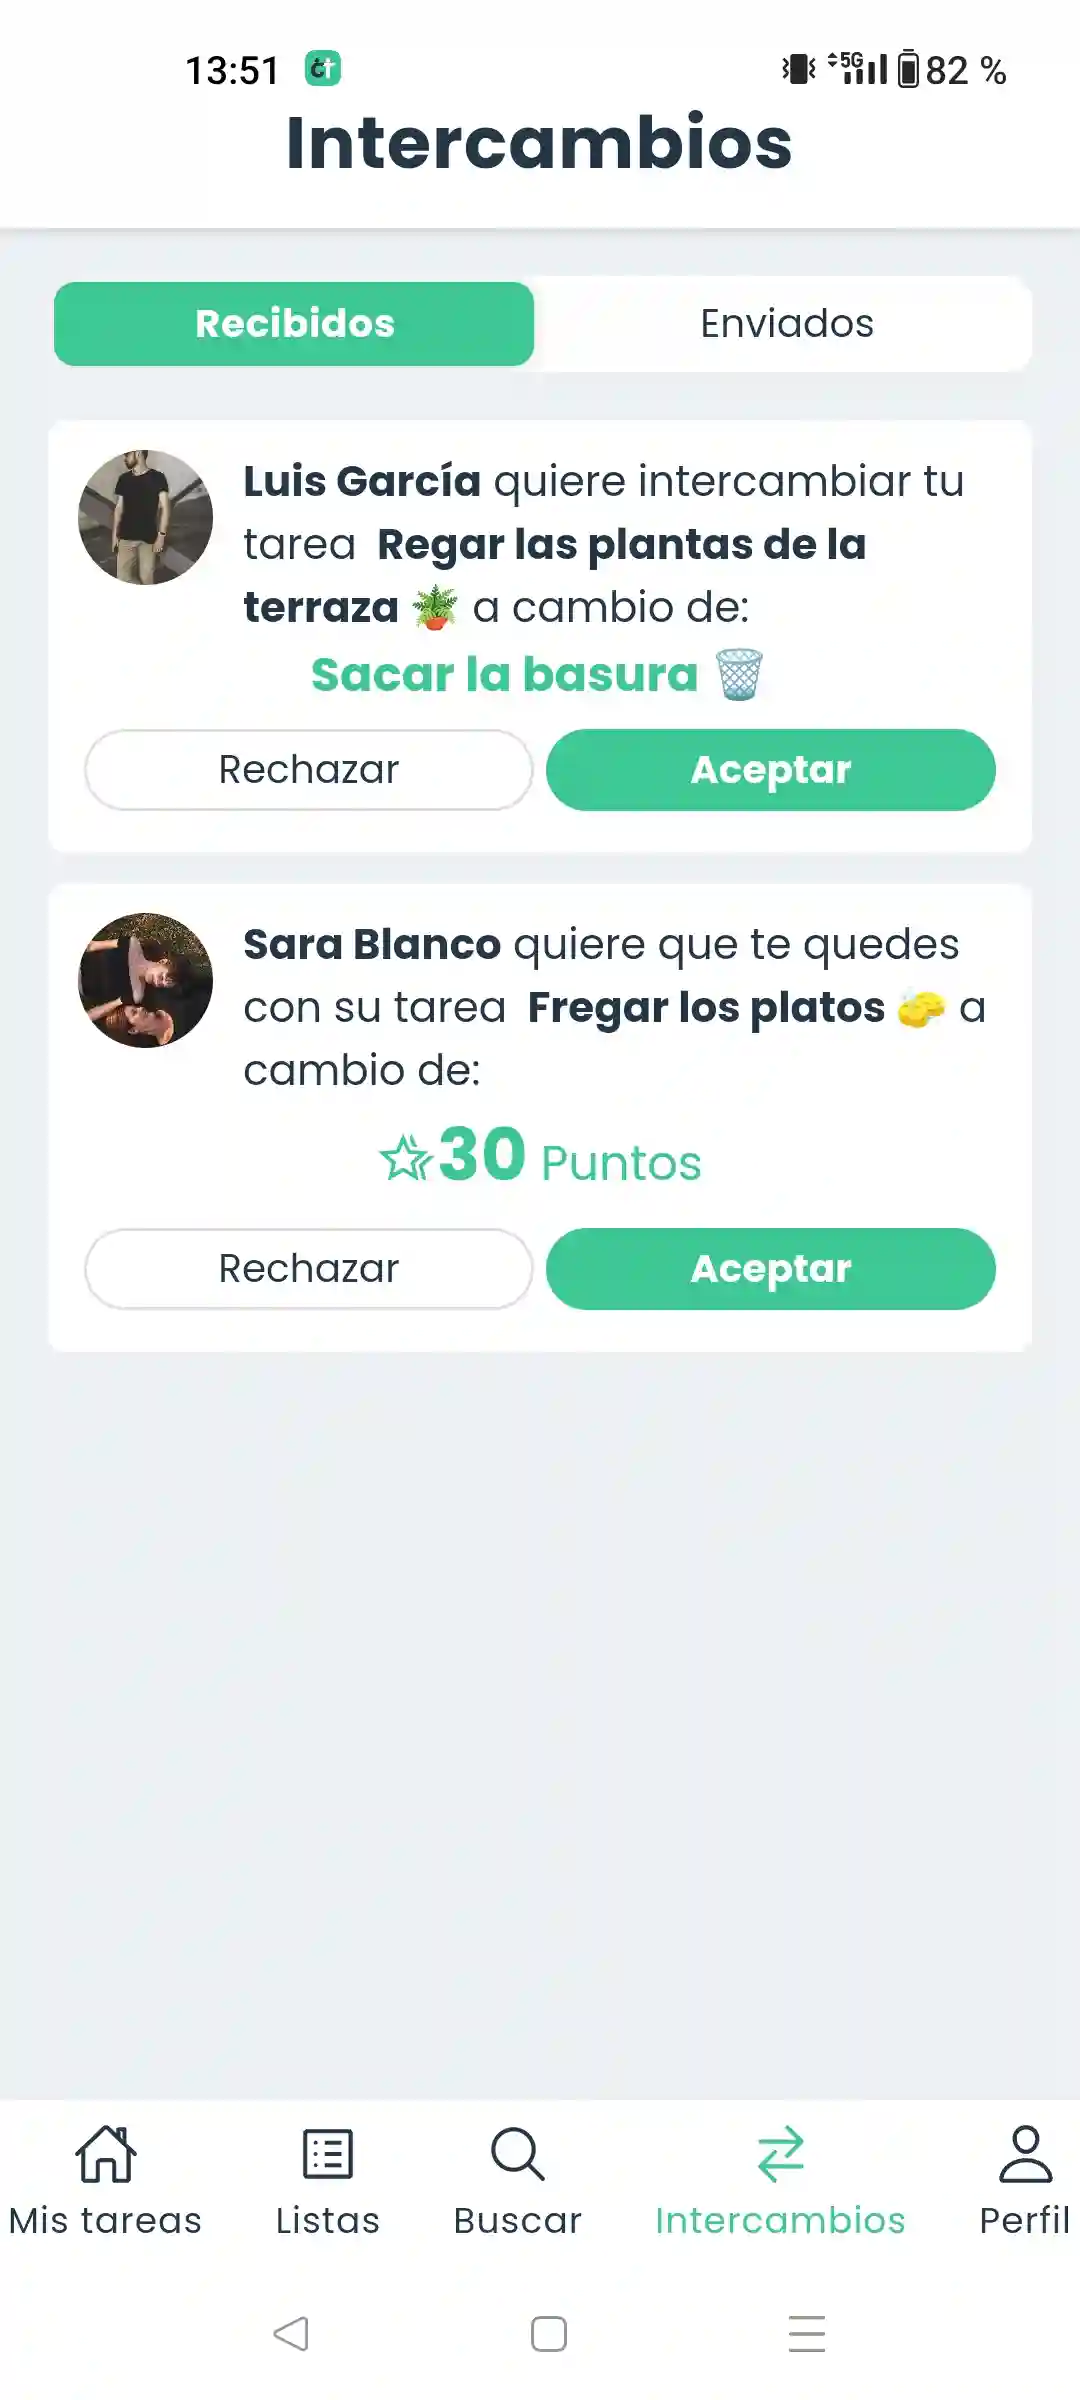 13:51 5G 82 %
Intercambios
Recibidos Enviados
Luis García quiere intercambiar tu
tarea Regar las plantas de la
terraza 🪴 a cambio de:
Sacar la basura 🗑️
Rechazar Aceptar
Sara Blanco quiere que te quedes
con su tarea Fregar los platos 🧽 a
cambio de:
30 Puntos
Rechazar Aceptar
Mis tareas Listas Buscar Intercambios Perfil